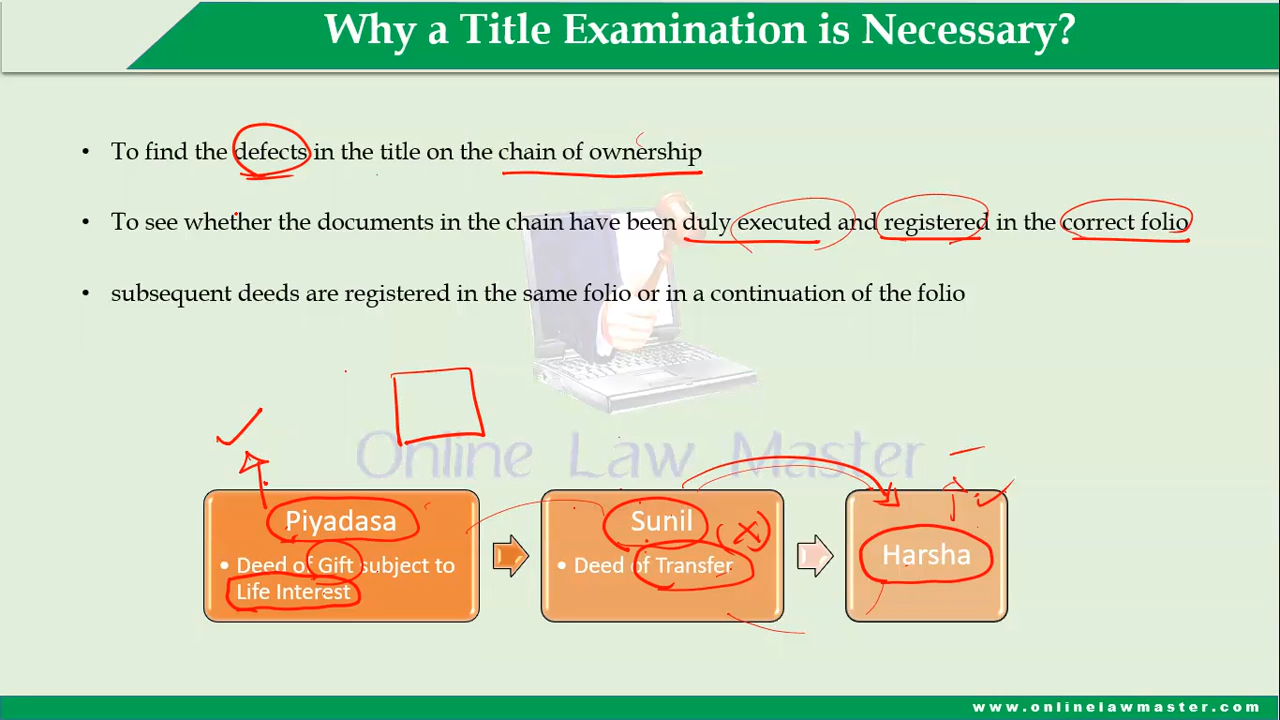 Why a Title Examination is Necessary?
• To find the defects in the title on the chain of ownership
• To see whether the documents in the chain have been duly executed and registered in the correct folio
• subsequent deeds are registered in the same folio or in a continuation of the folio
Online Law Master
Piyadasa
• Deed of Gift subject to
Life Interest
Sunil
• Deed of Transfer
Harsha
www.onlinelawmaster.com